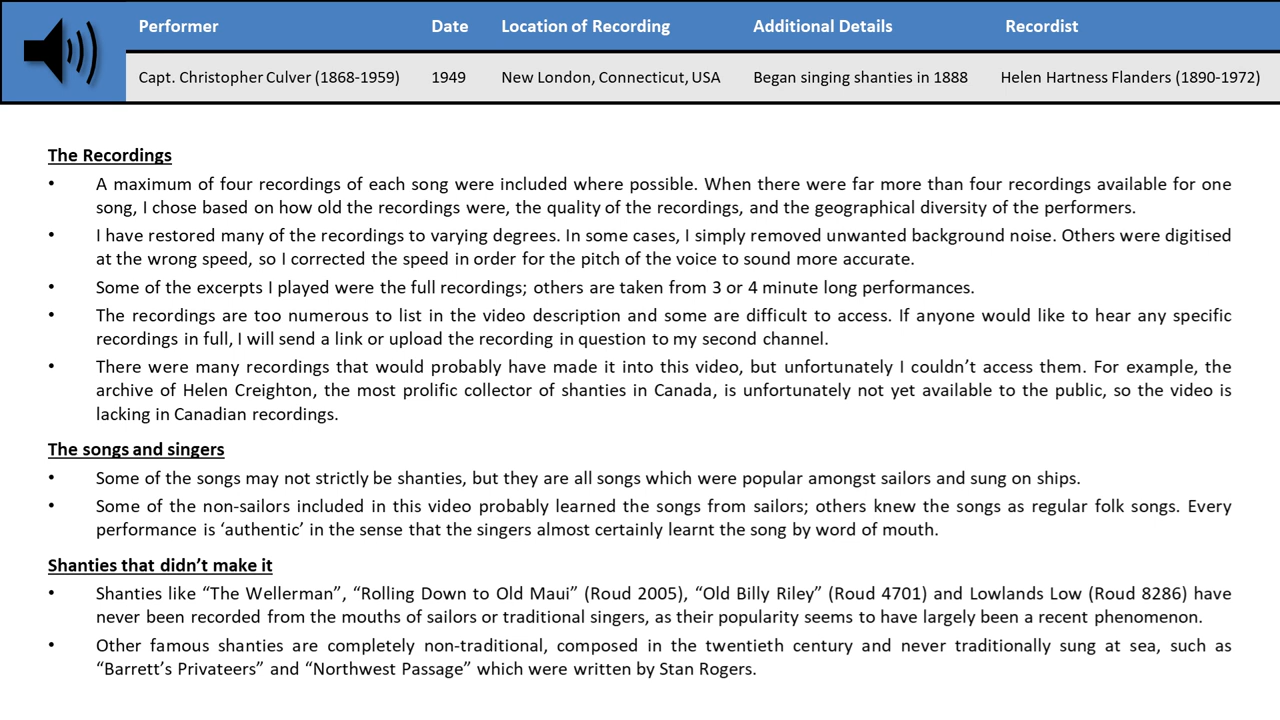 Performer Date Location of Recording Additional Details Recordist
Capt. Christopher Culver (1868-1959) 1949 New London, Connecticut, USA Began singing shanties in 1888 Helen Hartness Flanders (1890-1972)
The Recordings
• A maximum of four recordings of each song were included where possible. When there were far more than four recordings available for one
song, I chose based on how old the recordings were, the quality of the recordings, and the geographical diversity of the performers.
• I have restored many of the recordings to varying degrees. In some cases, I simply removed unwanted background noise. Others were digitised
at the wrong speed, so I corrected the speed in order for the pitch of the voice to sound more accurate.
• Some of the excerpts I played were the full recordings; others are taken from 3 or 4 minute long performances.
• The recordings are too numerous to list in the video description and some are difficult to access. If anyone would like to hear any specific
recordings in full, I will send a link or upload the recording in question to my second channel.
• There were many recordings that would probably have made it into this video, but unfortunately I couldn’t access them. For example, the
archive of Helen Creighton, the most prolific collector of shanties in Canada, is unfortunately not yet available to the public, so the video is
lacking in Canadian recordings.
The songs and singers
• Some of the songs may not strictly be shanties, but they are all songs which were popular amongst sailors and sung on ships.
• Some of the non-sailors included in this video probably learned the songs from sailors; others knew the songs as regular folk songs. Every
performance is ‘authentic’ in the sense that the singers almost certainly learnt the song by word of mouth.
Shanties that didn’t make it
• Shanties like “The Wellerman”, “Rolling Down to Old Maui” (Roud 2005), “Old Billy Riley” (Roud 4701) and Lowlands Low (Roud 8286) have
never been recorded from the mouths of sailors or traditional singers, as their popularity seems to have largely been a recent phenomenon.
• Other famous shanties are completely non-traditional, composed in the twentieth century and never traditionally sung at sea, such as
“Barrett’s Privateers” and “Northwest Passage” which were written by Stan Rogers.